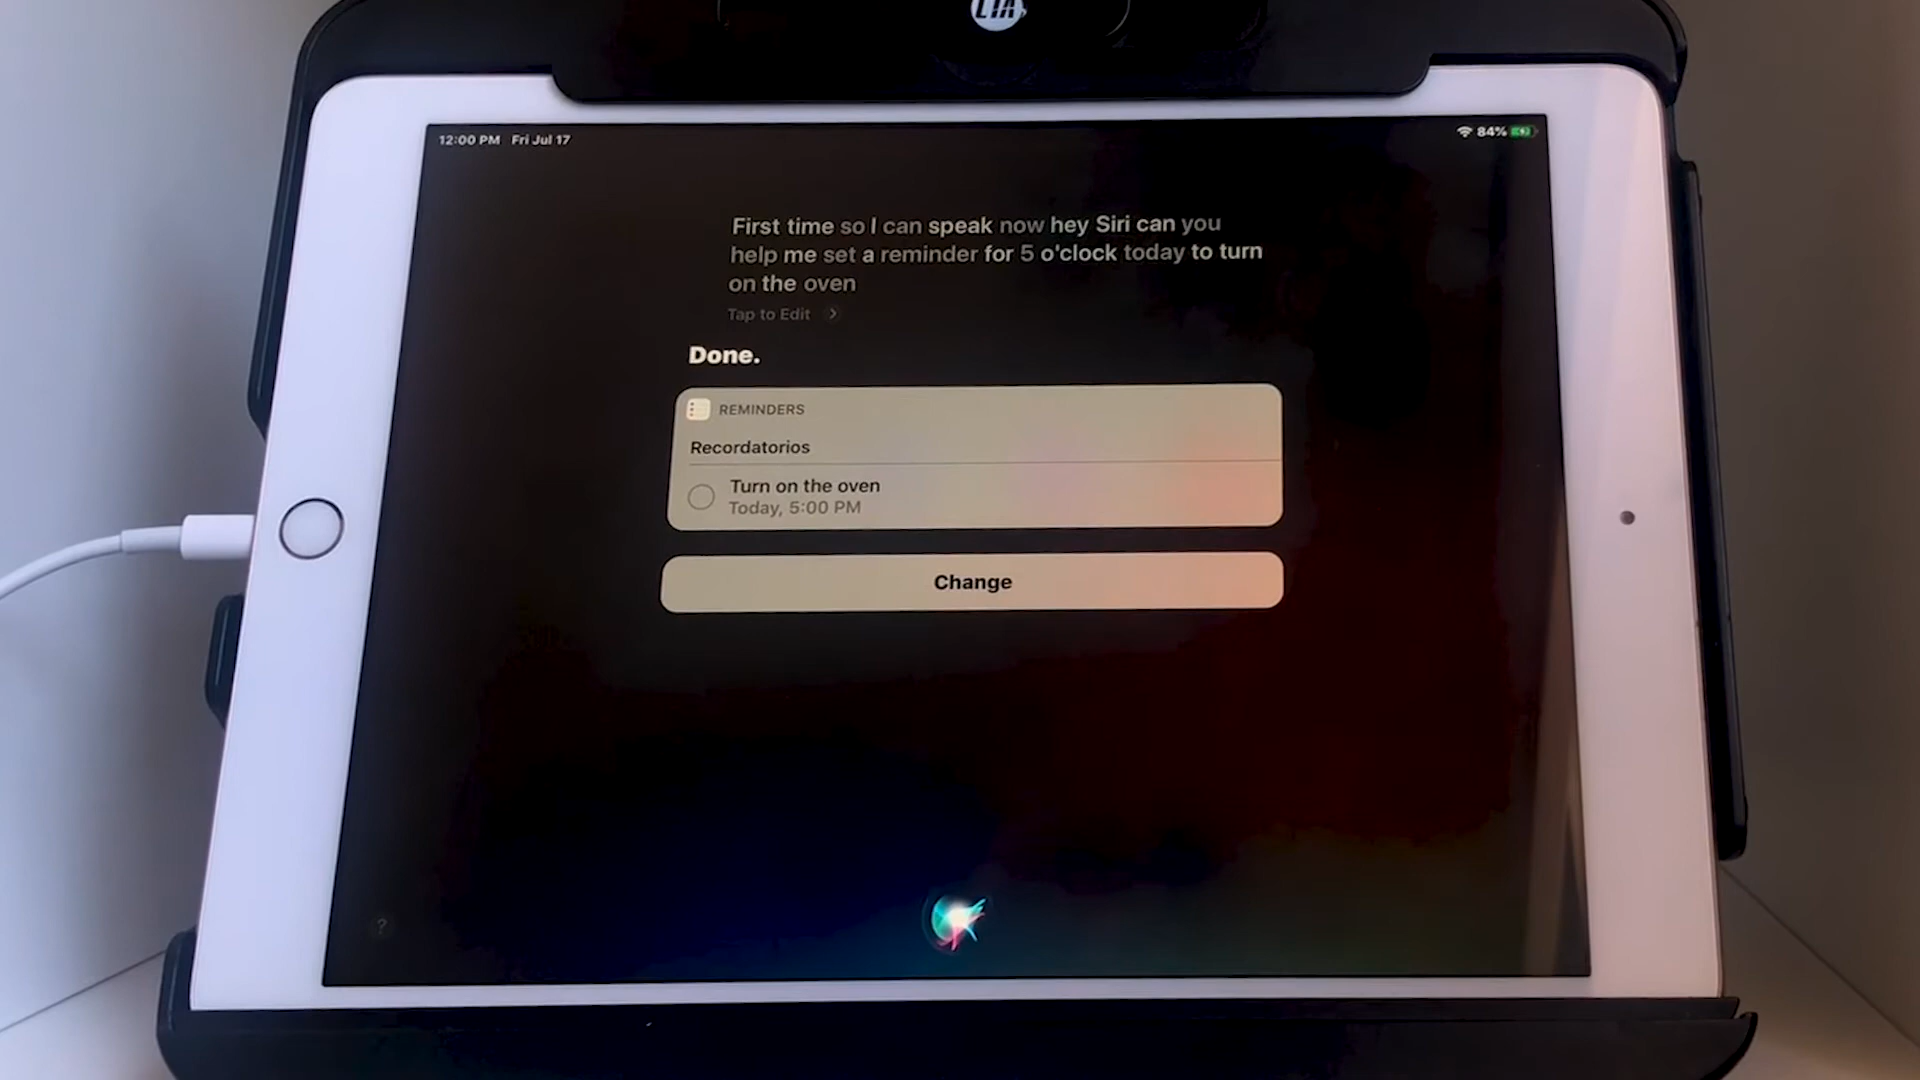 12:00 PM Fri Jul 17
84%
First time so I can speak now hey Siri can you
help me set a reminder for 5 o'clock today to turn
on the oven
Tap to Edit >
Done.
REMINDERS
Recordatorios
Turn on the oven
Today, 5:00 PM
Change
?